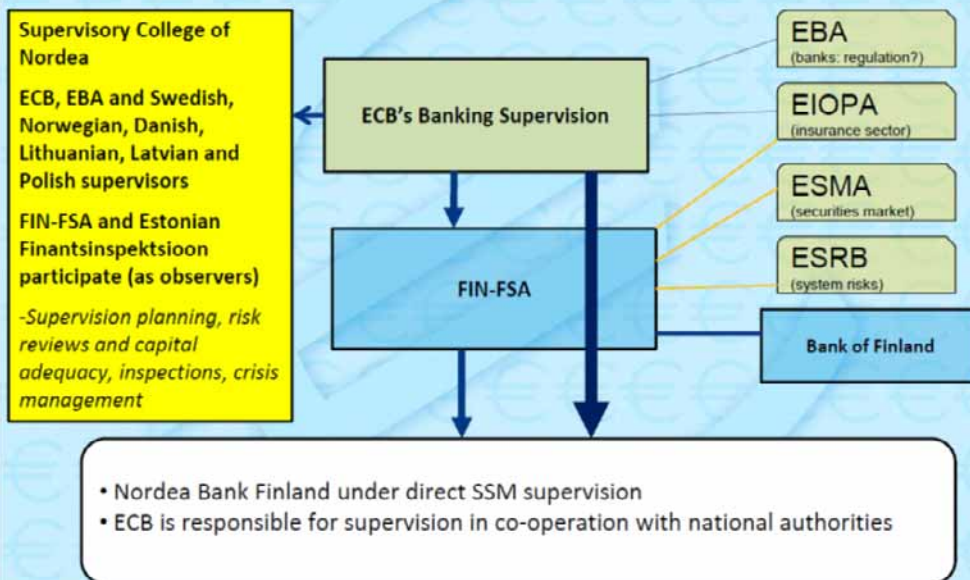 Supervisory College of
Nordea
ECB, EBA and Swedish,
Norwegian, Danish,
Lithuanian, Latvian and
Polish supervisors
FIN-FSA and Estonian
Finantsinspektsioon
participate (as observers)
-Supervision planning, risk
reviews and capital
adequacy, inspections, crisis
management
ECB's Banking Supervision
FIN-FSA
EBA
(banks: regulation?)
EIOPA
(insurance sector)
ESMA
(securities market)
ESRB
(system risks)
Bank of Finland
• Nordea Bank Finland under direct SSM supervision
• ECB is responsible for supervision in co-operation with national authorities